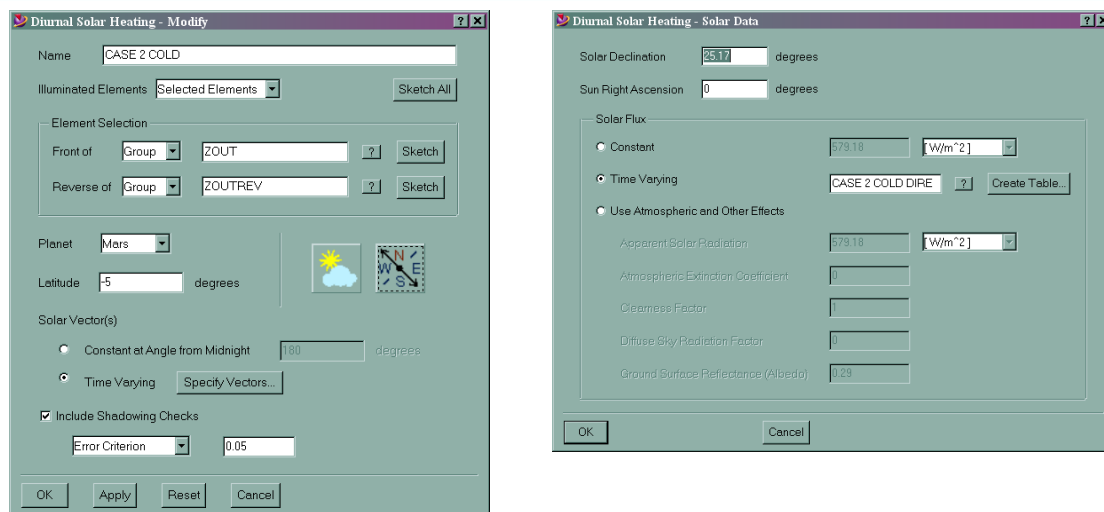 Diurnal Solar Heating - Modify
Name CASE 2 COLD
Illuminated Elements Selected Elements Sketch All
Element Selection
Front of Group ZOUT ? Sketch
Reverse of Group ZOUTREV ? Sketch
Planet Mars
N
W E
S
Latitude -5 degrees
Solar Vector(s)
Constant at Angle from Midnight 180 degrees
Time Varying Specify Vectors...
Include Shadowing Checks
Error Criterion 0.05
OK Apply Reset Cancel
Diurnal Solar Heating - Solar Data
Solar Declination 25.17 degrees
Sun Right Ascension 0 degrees
Solar Flux
Constant 579.18 [W/m^2]
Time Varying CASE 2 COLD DIRE ? Create Table...
Use Atmospheric and Other Effects
Apparent Solar Radiation 579.18 [W/m^2]
Atmospheric Extinction Coefficient 0
Clearness Factor 1
Diffuse Sky Radiation Factor 0
Ground Surface Reflectance (Albedo) 0.29
OK Cancel